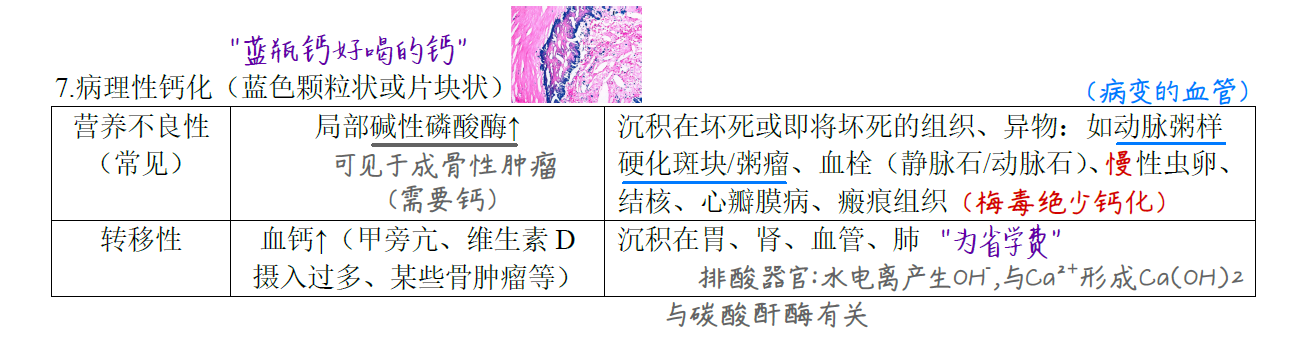 "蓝瓶钙好喝的钙"
7.病理性钙化（蓝色颗粒状或片块状）
（病变的血管）
营养不良性
（常见）
局部碱性磷酸酶↑
可见于成骨性肿瘤
（需要钙）
沉积在坏死或即将坏死的组织、异物：如动脉粥样
硬化斑块/粥瘤、血栓（静脉石/动脉石）、慢性虫卵、
结核、心瓣膜病、瘢痕组织（梅毒绝少钙化）
转移性
血钙↑（甲旁亢、维生素 D
摄入过多、某些骨肿瘤等）
沉积在胃、肾、血管、肺 "为省学费"
排酸器官：水电离产生OH⁻,与Ca²⁺形成Ca(OH)2
与碳酸酐酶有关